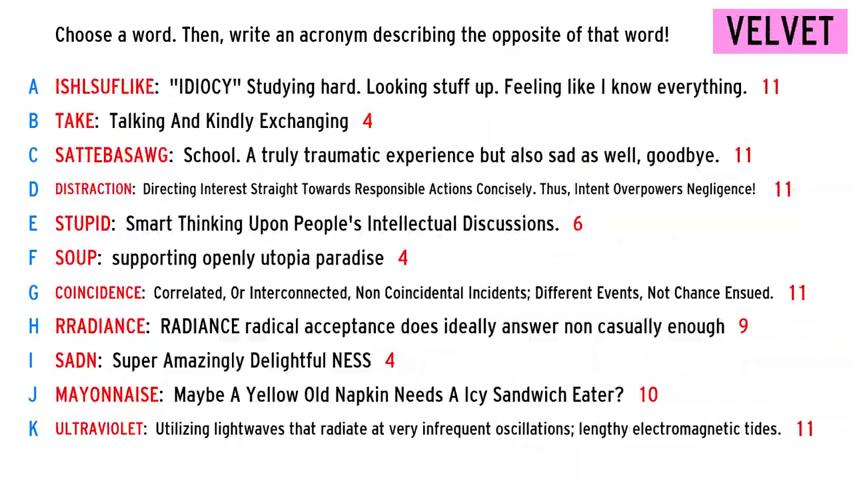 Choose a word. Then, write an acronym describing the opposite of that word!
VELVET
A ISHLSUFLIKE: "IDIOCY" Studying hard. Looking stuff up. Feeling like I know everything. 11
B TAKE: Talking And Kindly Exchanging 4
C SATTEBASAWG: School. A truly traumatic experience but also sad as well, goodbye. 11
D DISTRACTION: Directing Interest Straight Towards Responsible Actions Concisely. Thus, Intent Overpowers Negligence! 11
E STUPID: Smart Thinking Upon People's Intellectual Discussions. 6
F SOUP: supporting openly utopia paradise 4
G COINCIDENCE: Correlated, Or Interconnected, Non Coincidental Incidents; Different Events, Not Chance Ensued. 11
H RRADIANCE: RADIANCE radical acceptance does ideally answer non casually enough 9
I SADN: Super Amazingly Delightful NESS 4
J MAYONNAISE: Maybe A Yellow Old Napkin Needs A Icy Sandwich Eater? 10
K ULTRAVIOLET: Utilizing lightwaves that radiate at very infrequent oscillations; lengthy electromagnetic tides. 11